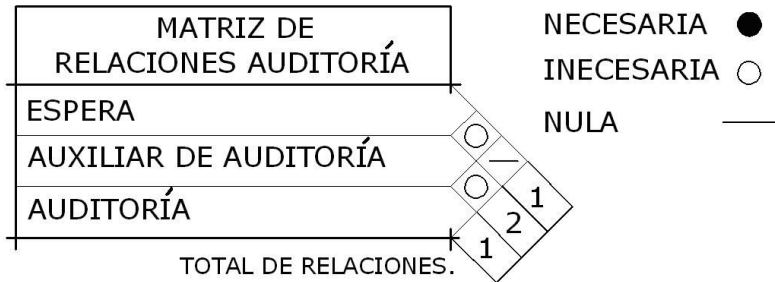 MATRIZ DE
RELACIONES AUDITORÍA
NECESARIA
INECESARIA
NULA
ESPERA
AUXILIAR DE AUDITORÍA
AUDITORÍA
1
2
1
TOTAL DE RELACIONES.